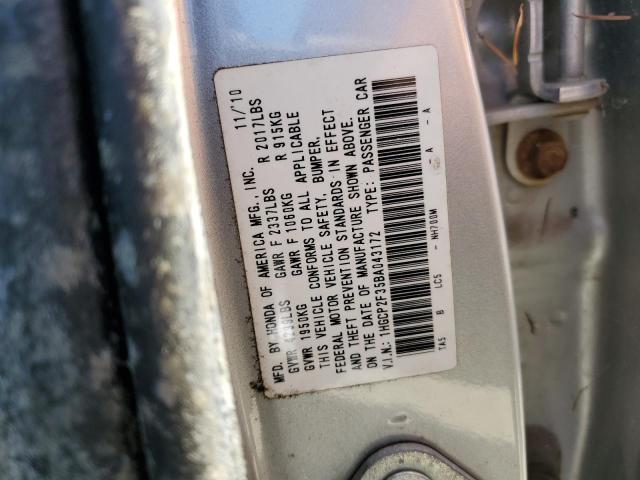 MFD. BY HONDA OF AMERICA MFG., INC. 11/10
GVWR 4299LBS GAWR F 2337LBS R 2017LBS
GVWR 1950KG GAWR F 1060KG R 915KG
THIS VEHICLE CONFORMS TO ALL APPLICABLE
FEDERAL MOTOR VEHICLE SAFETY, BUMPER,
AND THEFT PREVENTION STANDARDS IN EFFECT
ON THE DATE OF MANUFACTURE SHOWN ABOVE.
V.I.N.: 1HGCP2F35BA043172 TYPE: PASSENGER CAR
TA5 B LC5 - NH700M - A - A